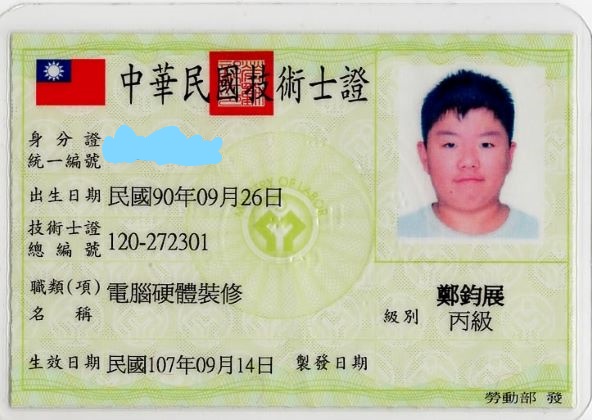 中華民國技術士證
身分證
統一編號
出生日期 民國90年09月26日
技術士證
總編號 120-272301
職類(項)
名稱 電腦硬體裝修
鄭鈞展
級別 丙級
生效日期 民國107年09月14日 製發日期
勞動部 發
MINISTRY OF LABOR